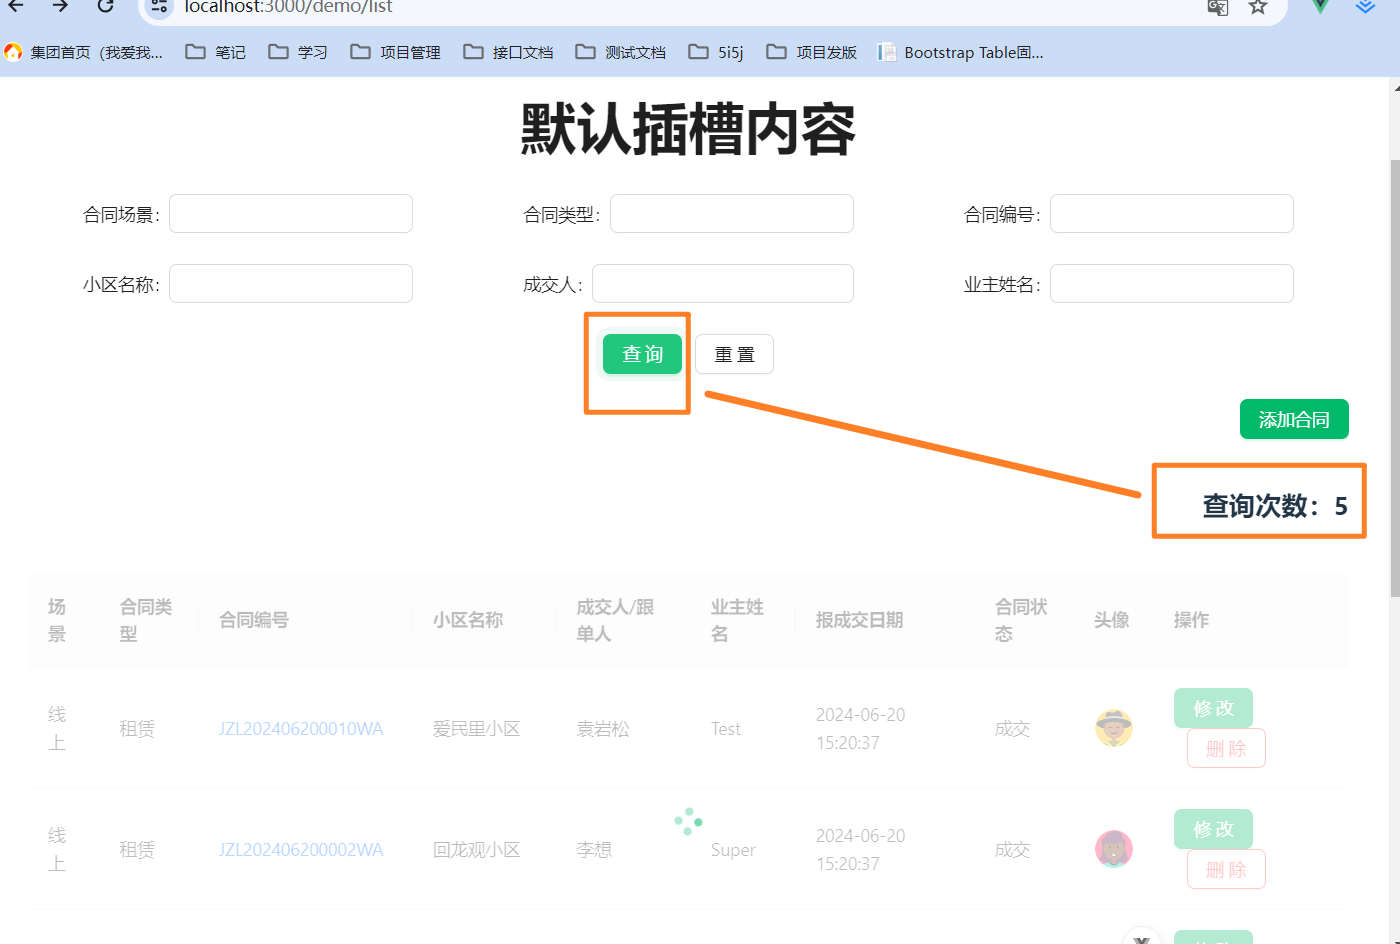 localhost:3000/demo/list
集团首页（我爱我... 笔记 学习 项目管理 接口文档 测试文档 5i5j 项目发版 Bootstrap Table固...
默认插槽内容
合同场景： 合同类型： 合同编号：
小区名称： 成交人： 业主姓名：
查 询 重 置
添加合同
查询次数：5
场景 合同类型 合同编号 小区名称 成交人/跟单人 业主姓名 报成交日期 合同状态 头像 操作
线上 租赁 JZL202406200010WA 爱民里小区 袁岩松 Test 2024-06-20 15:20:37 成交 修 改
删 除
线上 租赁 JZL202406200002WA 回龙观小区 李想 Super 2024-06-20 15:20:37 成交 修 改
删 除